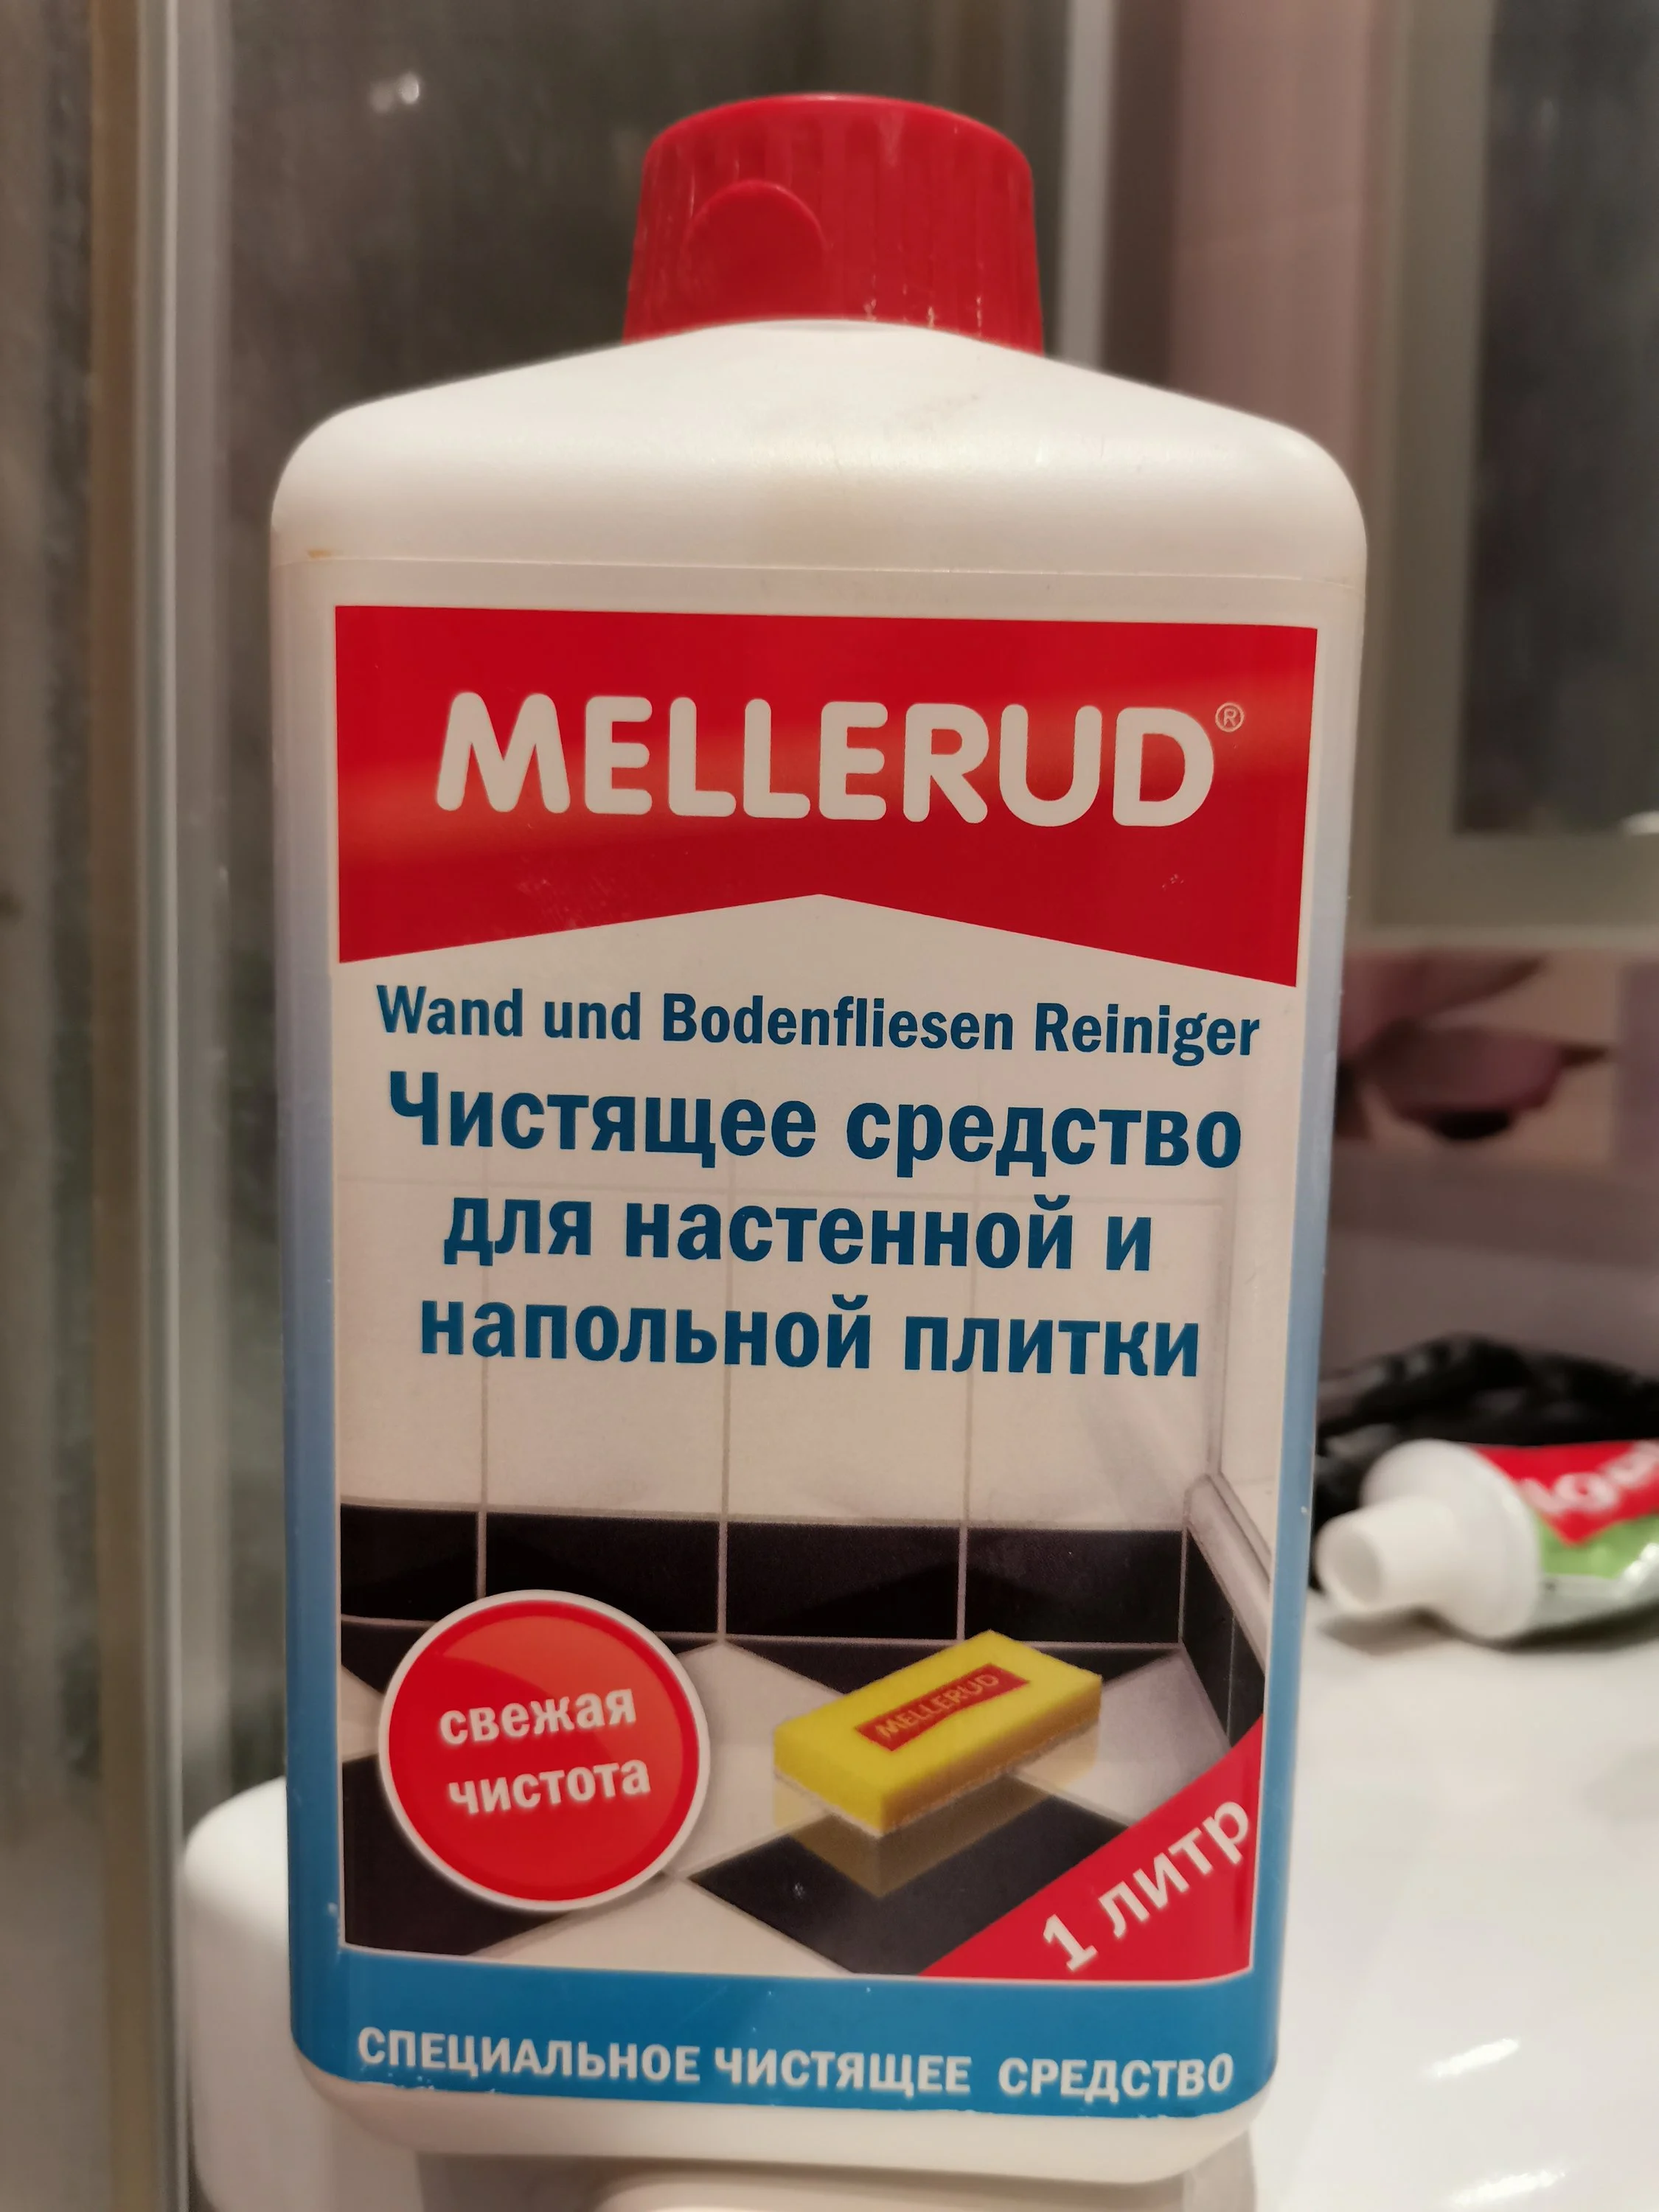 MELLERUD®
Wand und Bodenfliesen Reiniger
Чистящее средство
для настенной и
напольной плитки
свежая
чистота
MELLERUD
1 литр
СПЕЦИАЛЬНОЕ ЧИСТЯЩЕЕ СРЕДСТВО